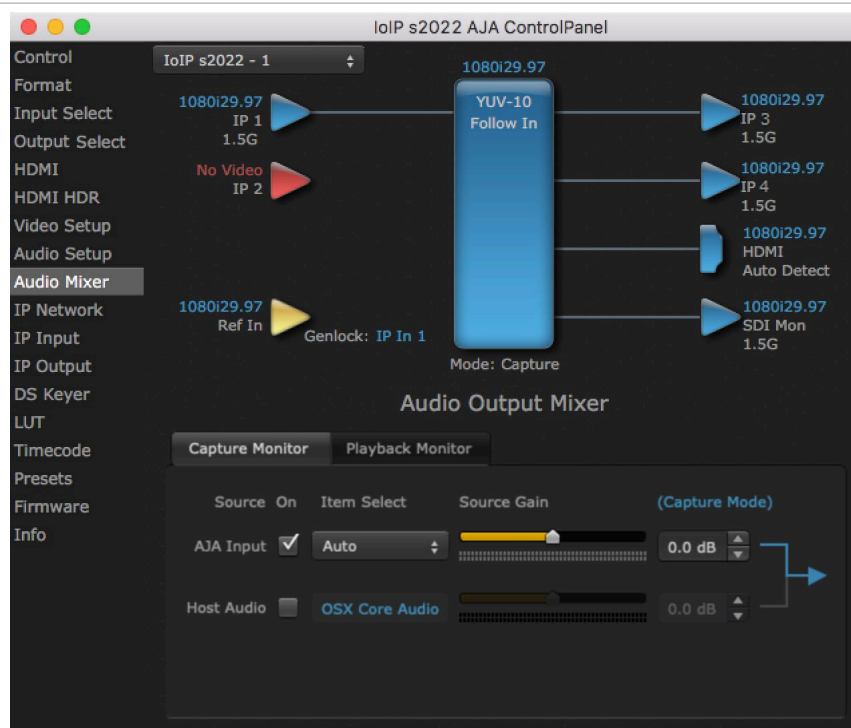 IoIP s2022 AJA ControlPanel
Control
Format
Input Select
Output Select
HDMI
HDMI HDR
Video Setup
Audio Setup
Audio Mixer
IP Network
IP Input
IP Output
DS Keyer
LUT
Timecode
Presets
Firmware
Info
IoIP s2022 - 1
1080i29.97
IP 1
1.5G
No Video
IP 2
1080i29.97
Ref In
Genlock: IP In 1
1080i29.97
YUV-10
Follow In
Mode: Capture
1080i29.97
IP 3
1.5G
1080i29.97
IP 4
1.5G
1080i29.97
HDMI
Auto Detect
1080i29.97
SDI Mon
1.5G
Audio Output Mixer
Capture Monitor Playback Monitor
Source On Item Select Source Gain (Capture Mode)
AJA Input Auto 0.0 dB
Host Audio OSX Core Audio 0.0 dB